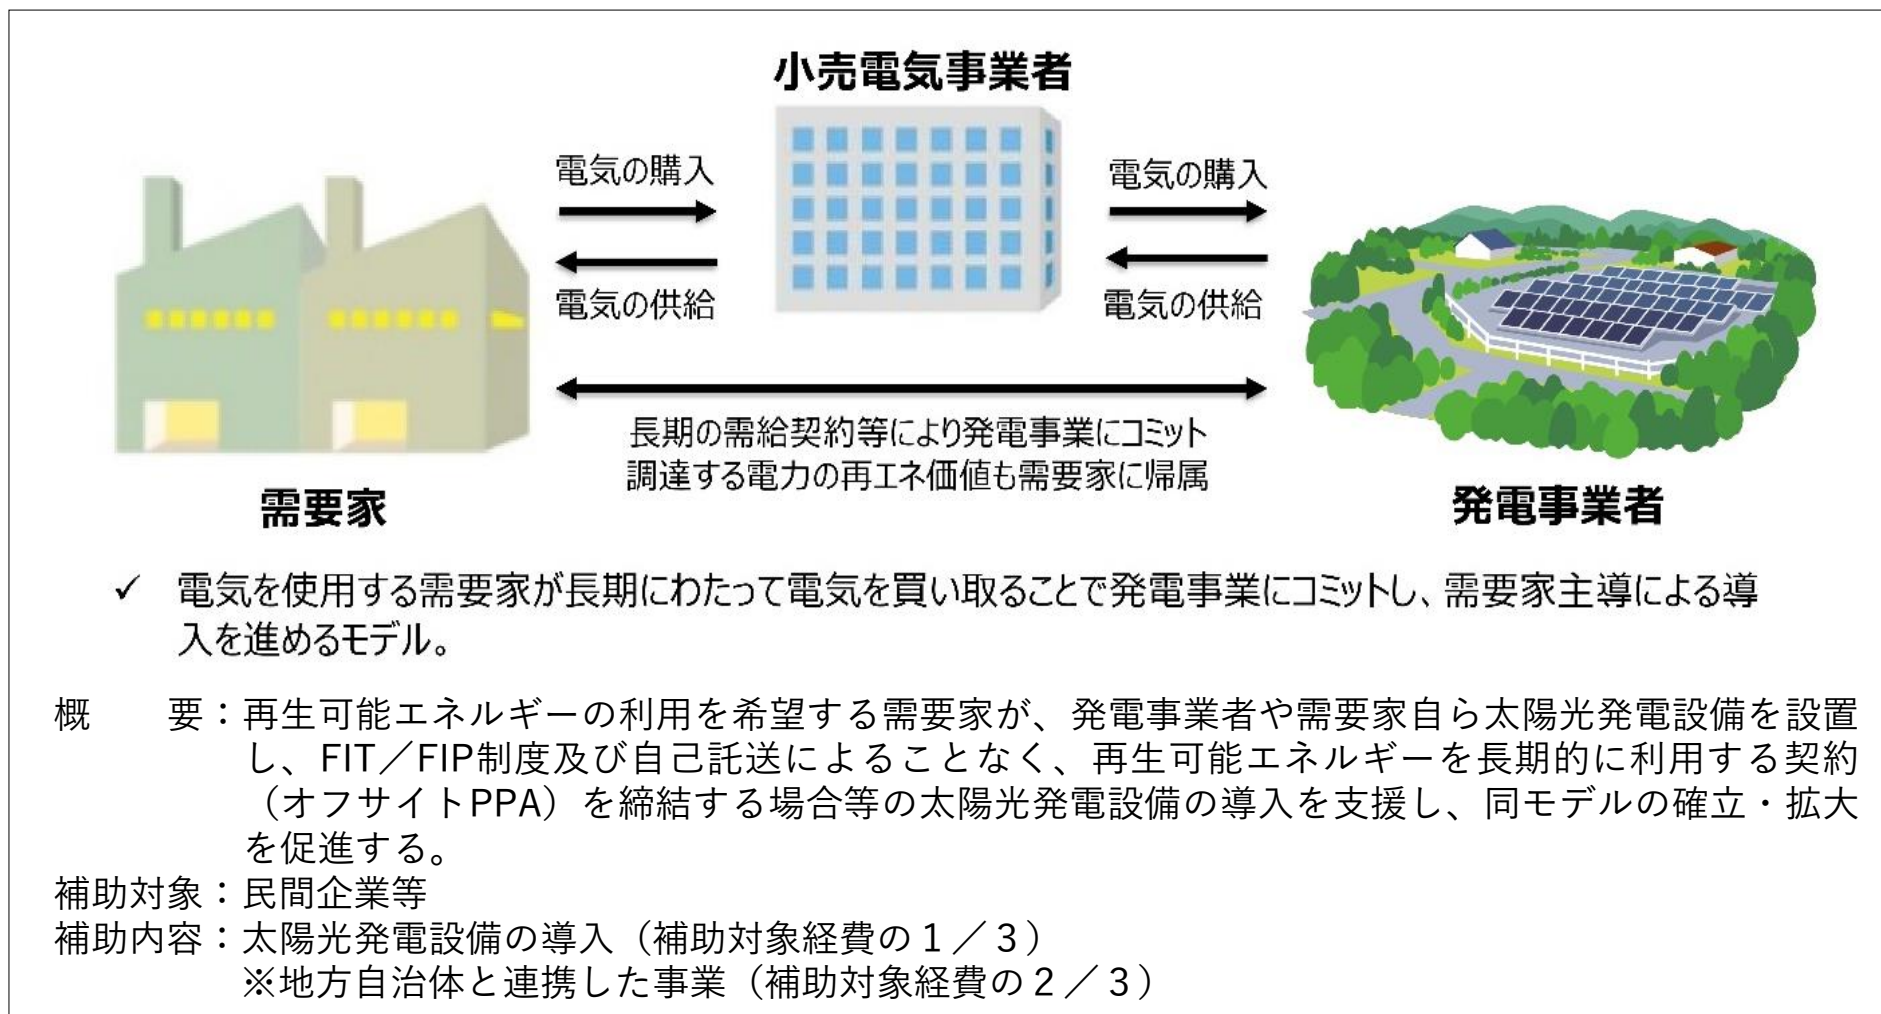 小売電気事業者
電気の購入
電気の供給
電気の購入
電気の供給
長期の需給契約等により発電事業にコミット
調達する電力の再エネ価値も需要家に帰属
需要家
発電事業者
✓ 電気を使用する需要家が長期にわたって電気を買い取ることで発電事業にコミットし、需要家主導による導
入を進めるモデル。
概　　要：再生可能エネルギーの利用を希望する需要家が、発電事業者や需要家自ら太陽光発電設備を設置
し、FIT／FIP制度及び自己託送によることなく、再生可能エネルギーを長期的に利用する契約
（オフサイトPPA）を締結する場合等の太陽光発電設備の導入を支援し、同モデルの確立・拡大
を促進する。
補助対象：民間企業等
補助内容：太陽光発電設備の導入（補助対象経費の１／３）
※地方自治体と連携した事業（補助対象経費の２／３）